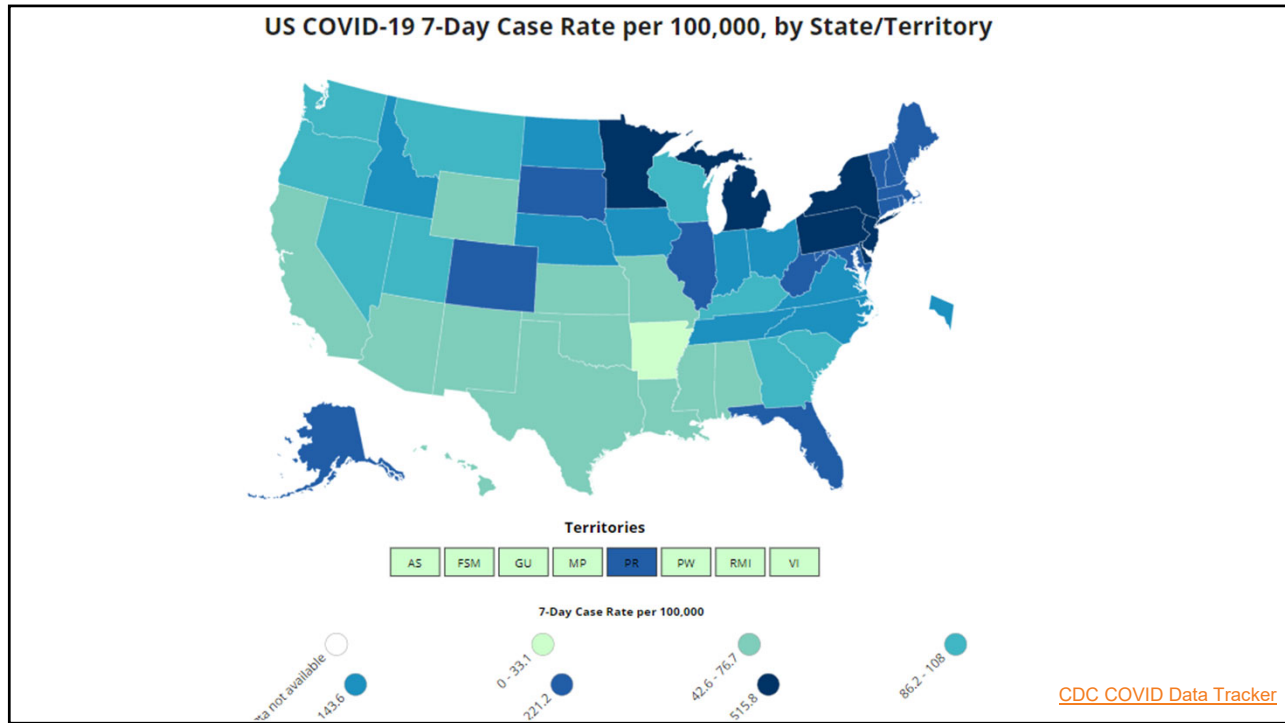 US COVID-19 7-Day Case Rate per 100,000, by State/Territory
Territories
AS FSM GU MP PR PW RMI VI
7-Day Case Rate per 100,000
not available
0 - 33.1
42.6 - 76.7
86.2 - 108
143.6
221.2
515.8
CDC COVID Data Tracker